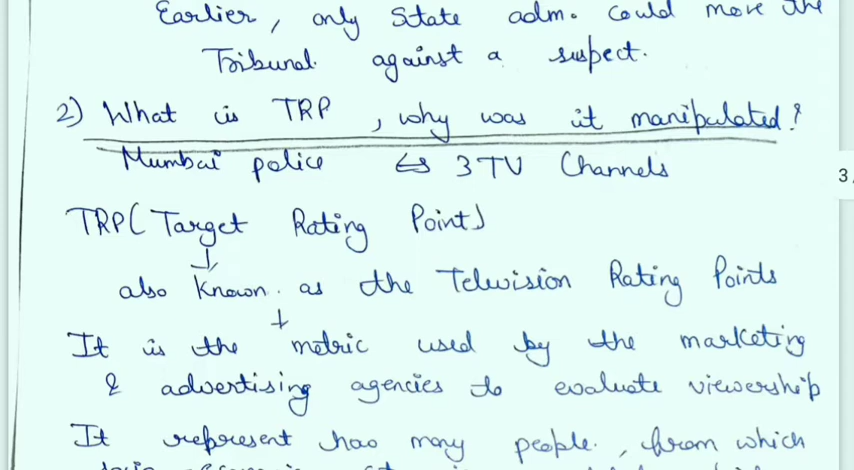 Earlier, only State adm. could move the
Tribunal against a suspect.
2) What is TRP, why was it manipulated?
Mumbai police ↳ 3 TV Channels
TRP( Target Rating Point)
↓
also known as the Television Rating Points
↓
It is the metric used by the marketing
& advertising agencies to evaluate viewership
It represent how many people, from which
3